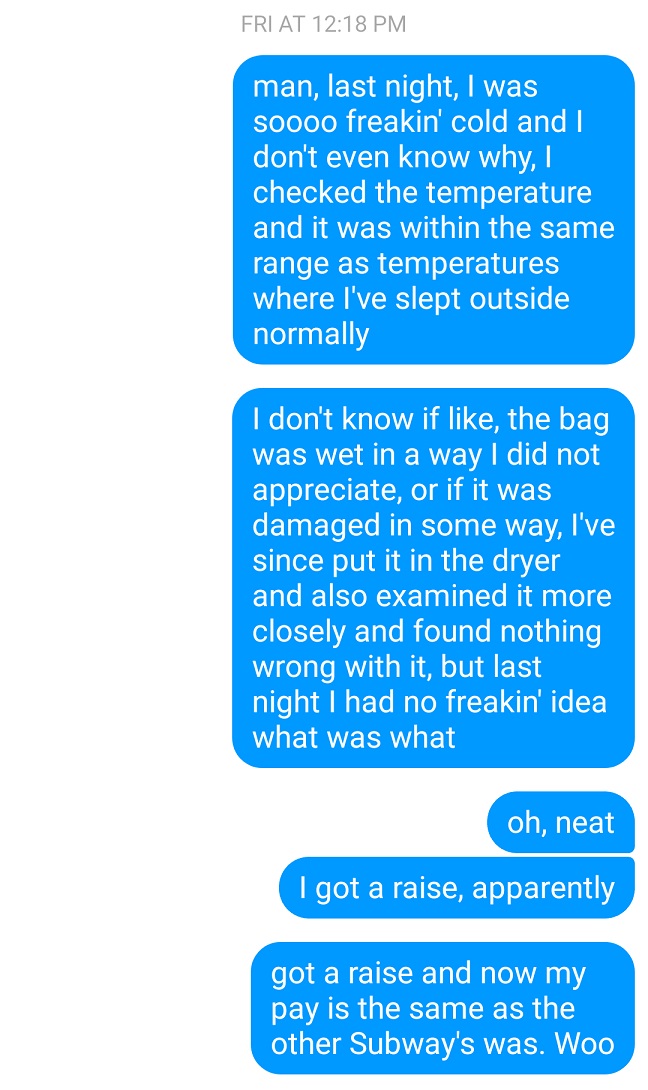 FRI AT 12:18 PM
man, last night, I was
soooo freakin' cold and I
don't even know why, I
checked the temperature
and it was within the same
range as temperatures
where I've slept outside
normally
I don't know if like, the bag
was wet in a way I did not
appreciate, or if it was
damaged in some way, I've
since put it in the dryer
and also examined it more
closely and found nothing
wrong with it, but last
night I had no freakin' idea
what was what
oh, neat
I got a raise, apparently
got a raise and now my
pay is the same as the
other Subway's was. Woo